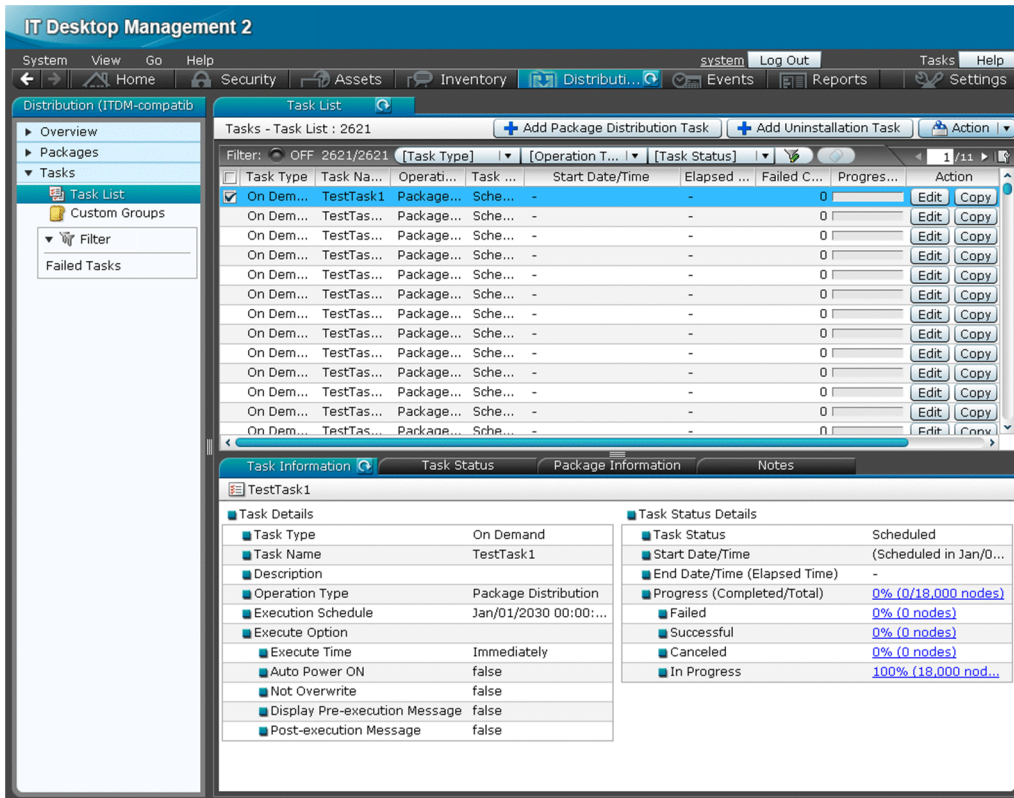 IT Desktop Management 2
System View Go Help system Log Out Tasks Help
Home Security Assets Inventory Distributi... Events Reports Settings
Distribution (ITDM-compatib
Overview
Packages
Tasks
Task List
Custom Groups
Filter
Failed Tasks
Task List
Tasks - Task List : 2621 Add Package Distribution Task Add Uninstallation Task Action
Filter: OFF 2621/2621 [Task Type] [Operation T... [Task Status] 1 /11
Task Type Task Na... Operati... Task ... Start Date/Time Elapsed ... Failed C... Progres... Action
On Dem... TestTask1 Package... Sche... - - 0 Edit Copy
On Dem... TestTas... Package... Sche... - - 0 Edit Copy
On Dem... TestTas... Package... Sche... - - 0 Edit Copy
On Dem... TestTas... Package... Sche... - - 0 Edit Copy
On Dem... TestTas... Package... Sche... - - 0 Edit Copy
On Dem... TestTas... Package... Sche... - - 0 Edit Copy
On Dem... TestTas... Package... Sche... - - 0 Edit Copy
On Dem... TestTas... Package... Sche... - - 0 Edit Copy
On Dem... TestTas... Package... Sche... - - 0 Edit Copy
On Dem... TestTas... Package... Sche... - - 0 Edit Copy
On Dem... TestTas... Package... Sche... - - 0 Edit Copy
On Dem... TestTas... Package... Sche... - - 0 Edit Copy
On Dem... TestTas... Package... Sche... - - 0 Edit Copy
Task Information Task Status Package Information Notes
TestTask1
Task Details
Task Type On Demand
Task Name TestTask1
Description
Operation Type Package Distribution
Execution Schedule Jan/01/2030 00:00:...
Execute Option
Execute Time Immediately
Auto Power ON false
Not Overwrite false
Display Pre-execution Message false
Post-execution Message false
Task Status Details
Task Status Scheduled
Start Date/Time (Scheduled in Jan/0...
End Date/Time (Elapsed Time) -
Progress (Completed/Total) 0% (0/18,000 nodes)
Failed 0% (0 nodes)
Successful 0% (0 nodes)
Canceled 0% (0 nodes)
In Progress 100% (18,000 nod...